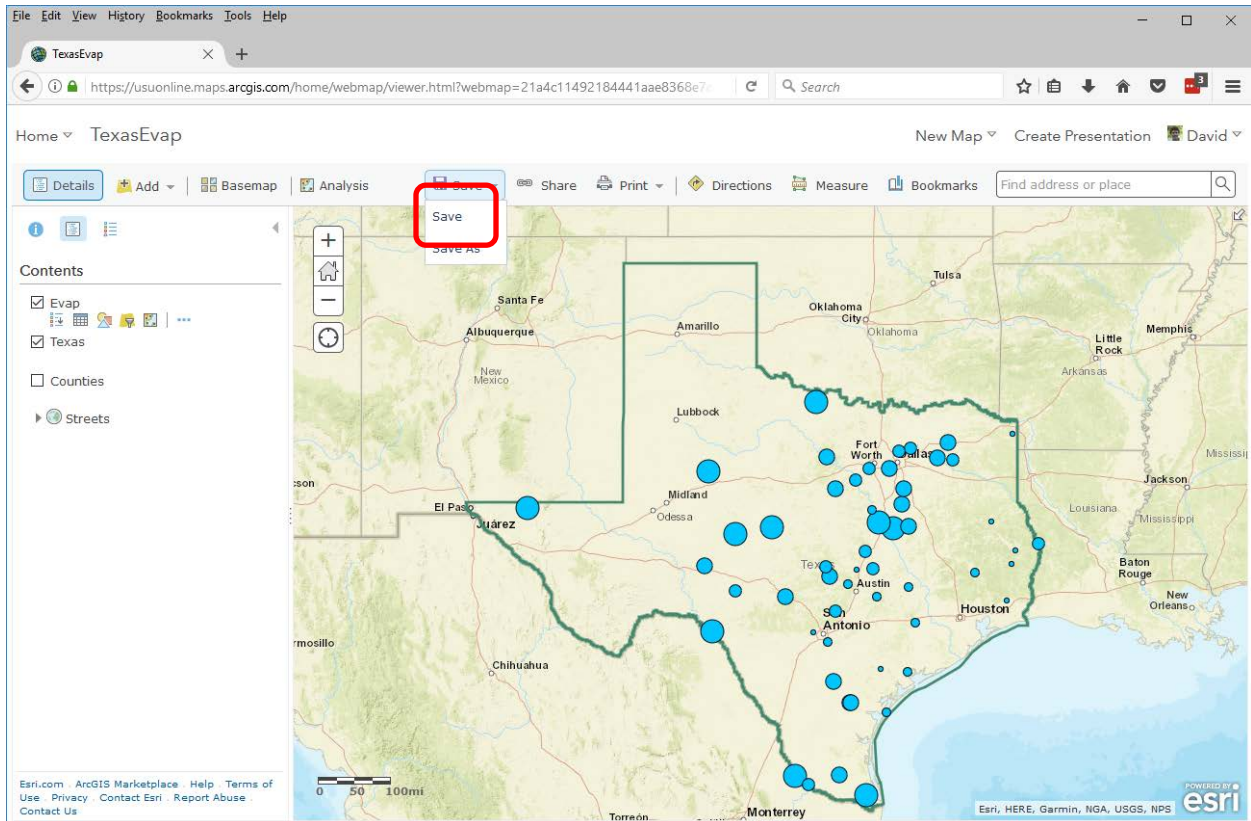 File Edit View History Bookmarks Tools Help
TexasEvap
https://usuonline.maps.arcgis.com/home/webmap/viewer.html?webmap=21a4c11492184441aae8368e7
Search
3
Home TexasEvap
New Map Create Presentation David
Details Add Basemap Analysis Save Share Print Directions Measure Bookmarks Find address or place
Save
Save As
Contents
Evap
Texas
Counties
Streets
Tulsa
Santa Fe
Oklahoma
City
Albuquerque
Amarillo
Oklahoma
Memphis
Little
Rock
New
Mexico
Arkansas
Lubbock
Fort
Worth
Dallas
Mississip
Jackson
son
Midland
El Paso
Odessa
Louisiana
Juárez
Mississippi
Texas
Baton
Rouge
Austin
New
Orleans
Houston
San
Antonio
rmosillo
Chihuahua
0 50 100mi
Monterrey
Torreón
Esri.com . ArcGIS Marketplace . Help . Terms of
Use . Privacy . Contact Esri . Report Abuse .
Contact Us
Esri, HERE, Garmin, NGA, USGS, NPS
POWERED BY
esri